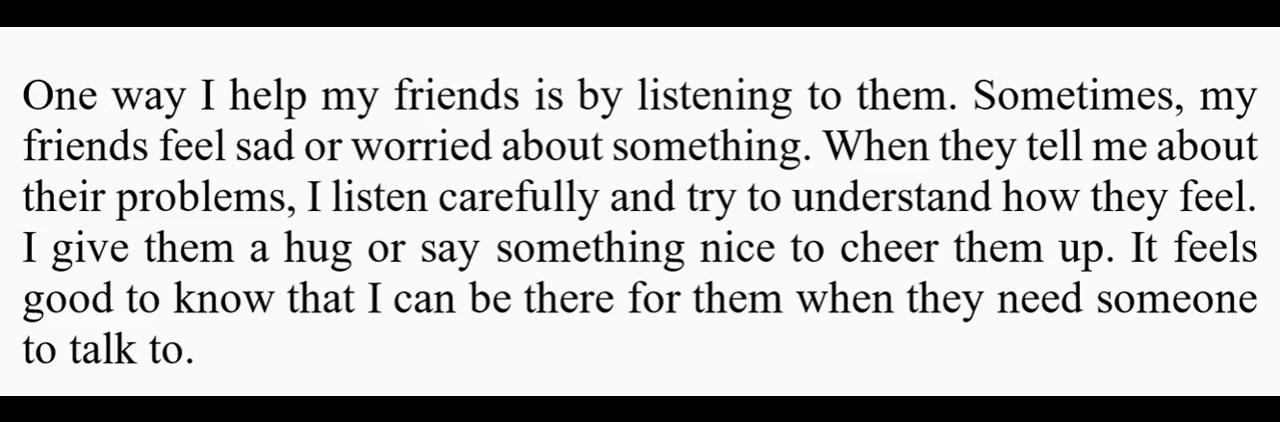 One way I help my friends is by listening to them. Sometimes, my
friends feel sad or worried about something. When they tell me about
their problems, I listen carefully and try to understand how they feel.
I give them a hug or say something nice to cheer them up. It feels
good to know that I can be there for them when they need someone
to talk to.